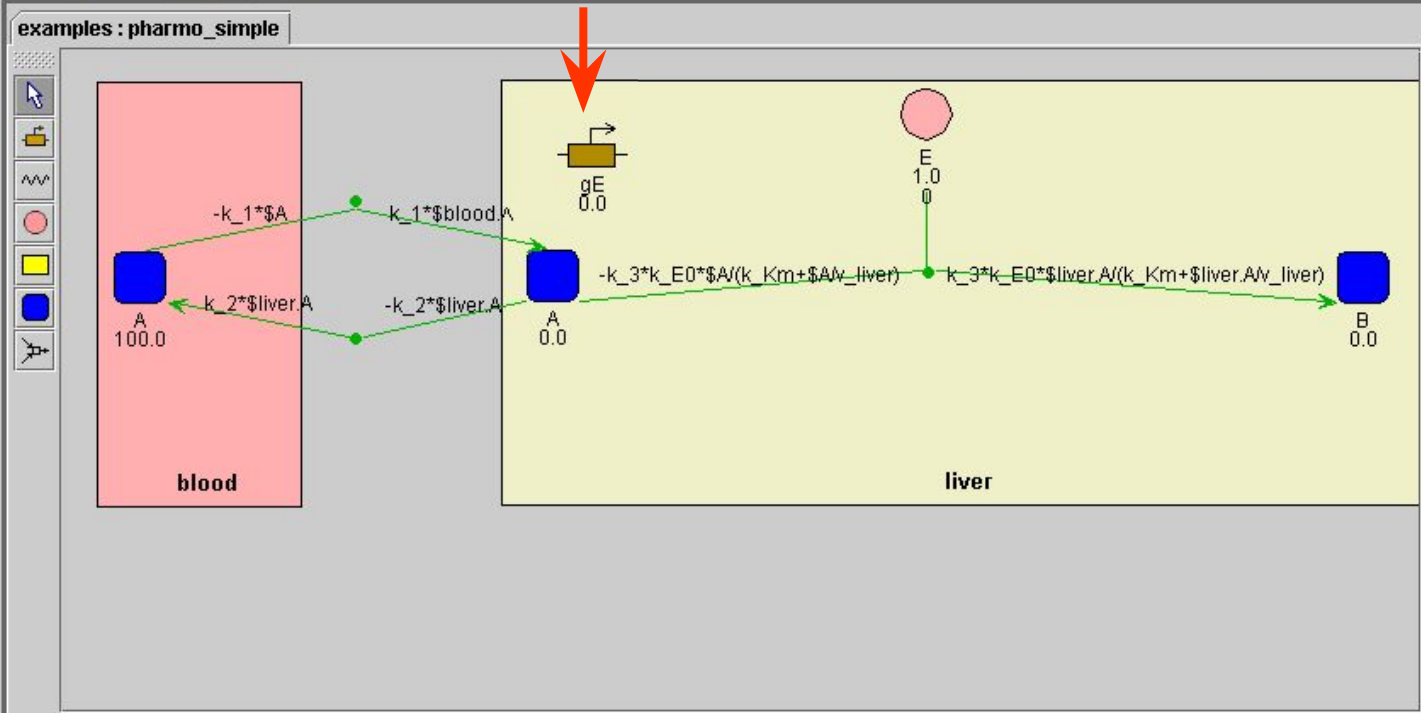 examples : pharmo_simple
E
1.0
0
gE
0.0
-k_1*$A
k_1*$blood.A
-k_3*k_E0*$A/(k_Km+$A/v_liver)
k_3*k_E0*$liver.A/(k_Km+$liver.A/v_liver)
k_2*$liver.A
-k_2*$liver.A
A
100.0
A
0.0
B
0.0
blood
liver